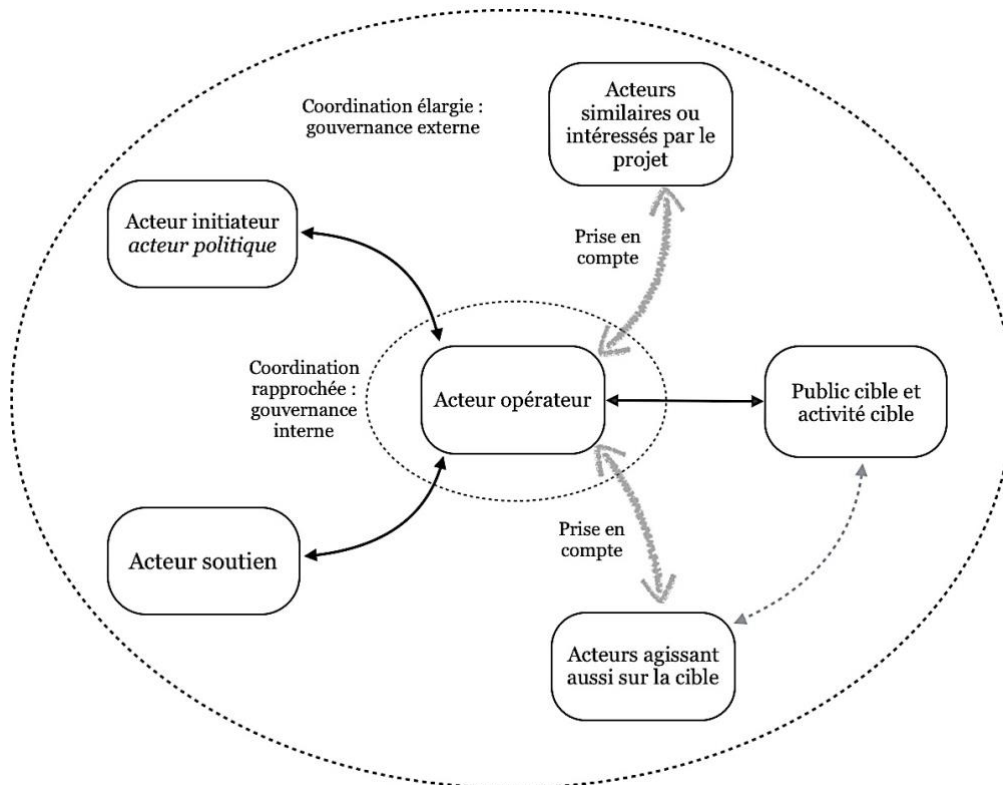 Coordination élargie :
gouvernance externe
Acteurs
similaires ou
intéressés par le
projet
Acteur initiateur
acteur politique
Prise en
compte
Coordination
rapprochée :
gouvernance
interne
Acteur opérateur
Public cible et
activité cible
Acteur soutien
Prise en
compte
Acteurs agissant
aussi sur la cible